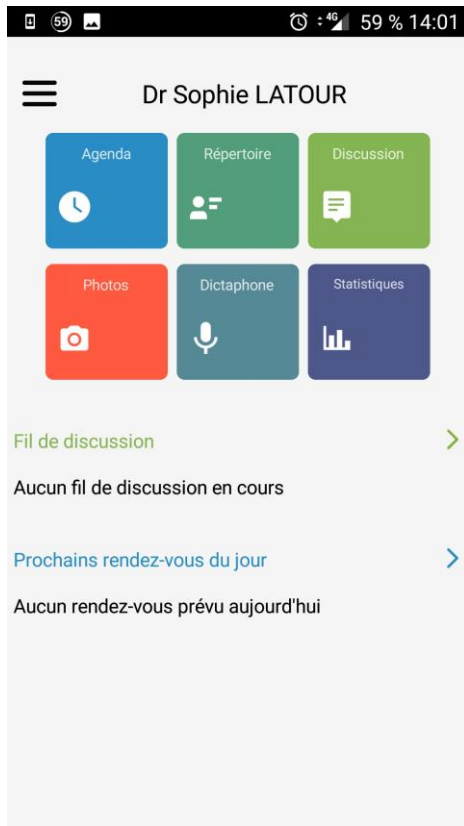 59 4G 59 % 14:01
Dr Sophie LATOUR
Agenda Répertoire Discussion
Photos Dictaphone Statistiques
Fil de discussion
Aucun fil de discussion en cours
Prochains rendez-vous du jour
Aucun rendez-vous prévu aujourd'hui